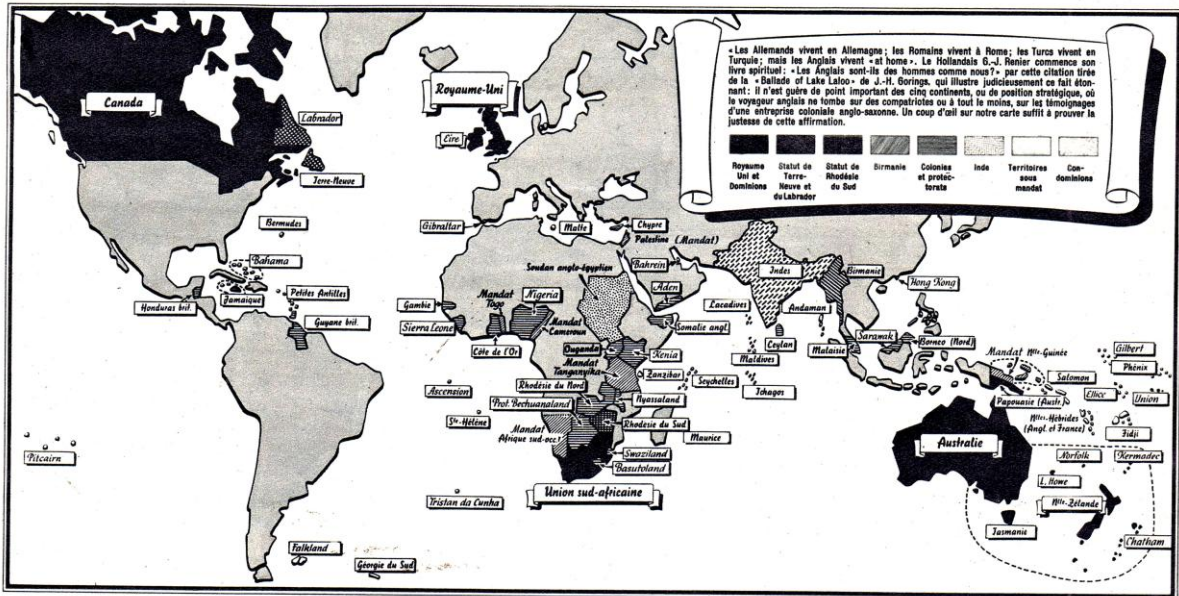 « Les Allemands vivent en Allemagne ; les Romains vivent à Rome ; les Turcs vivent en
Turquie ; mais les Anglais vivent « at home ». Le Hollandais G.-J. Renier commence son
livre spirituel : « Les Anglais sont-ils des hommes comme nous? » par cette citation tirée
de la « Ballade of Lake Laloo » de J.-H. Gorings, qui illustre judicieusement ce fait éton-
nant : il n'est guère de point important des cinq continents, ou de position stratégique, où
le voyageur anglais ne tombe sur des compatriotes ou à tout le moins, sur les témoignages
d'une entreprise coloniale anglo-saxonne. Un coup d'œil sur notre carte suffit à prouver la
justesse de cette affirmation.
Royaume
Uni et
Dominions
Statut de
Terre-
Neuve et
du Labrador
Statut de
Rhodésie
du Sud
Birmanie
Colonies
et protéc-
torats
Inde
Territoires
sous
mandat
Con-
dominions
Canada
Labrador
Terre-Neuve
Royaume-Uni
Eire
Bermudes
Bahama
Jamaïque
Petites Antilles
Honduras brit.
Guyane brit.
Gibraltar
Malte
Chypre
Palestine (Mandat)
Bahrein
Soudan anglo-égyptien
Aden
Indes
Birmanie
Hong Kong
Lacadives
Andaman
Gambie
Sierra Leone
Mandat
Togo
Nigeria
Mandat
Cameroun
Côte de l'Or
Somalie angl.
Ceylan
Maldives
Malaisie
Sarawak
Borneo (Nord)
Ouganda
Kenia
Mandat
Tanganyika
Zanzibar
Seychelles
Tchagos
Mandat Nlle-Guinée
Gilbert
Phénix
Salomon
Ellice
Union
Papouasie (Austr.)
Nlles-Hébrides
(Angl. et France)
Fidji
Ascension
Ste-Hélène
Rhodésie du Nord
Prot. Bechuanaland
Nyassaland
Rhodésie du Sud
Maurice
Mandat
Afrique sud-occ.
Swaziland
Basutoland
Union sud-africaine
Australie
Norfolk
Kermadec
L. Howe
Nlle-Zélande
Tasmanie
Chatham
Pitcairn
Tristan da Cunha
Falkland
Géorgie du Sud